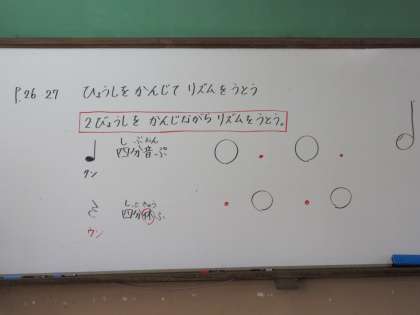 P.26 27 ひょうしを かんじて リズムを うとう
2びょうしを かんじながら リズムを うとう。
しぶおん
四分音ぷ
タン
しぶきゅう
四分休ぷ
ウン